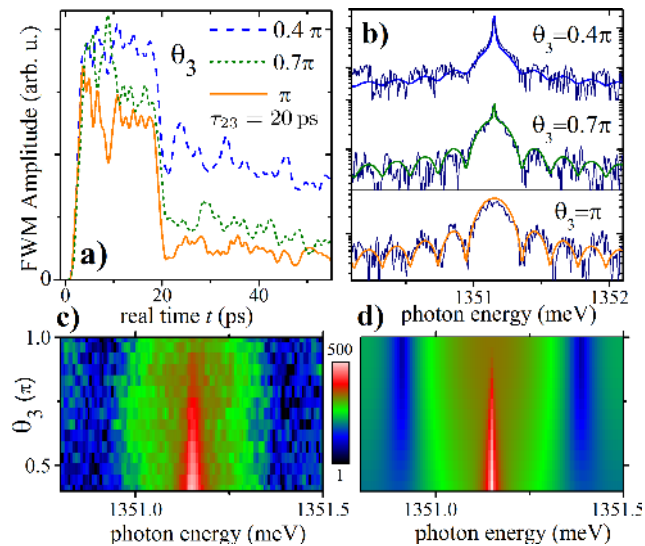 FWM Amplitude (arb. u.)
θ₃
0.4 π
0.7π
π
τ₂₃ = 20 ps
a)
0
0 20 40
real time t (ps)
b)
θ₃=0.4π
θ₃=0.7π
θ₃=π
1351 1352
photon energy (meV)
c)
θ₃ (π)
1.0
0.5
1351.0 1351.5
photon energy (meV)
500
1
d)
1351.0 1351.5
photon energy (meV)